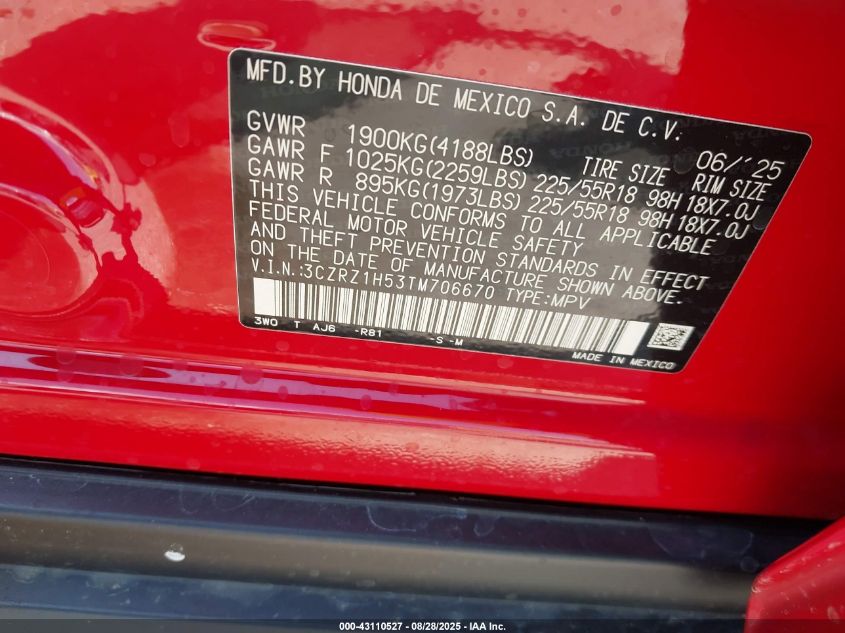 MFD.BY HONDA DE MEXICO S.A. DE C.V.
06/'25
GVWR 1900KG(4188LBS) TIRE SIZE RIM SIZE
GAWR F 1025KG(2259LBS) 225/55R18 98H 18X7.0J
GAWR R 895KG(1973LBS) 225/55R18 98H 18X7.0J
THIS VEHICLE CONFORMS TO ALL APPLICABLE
FEDERAL MOTOR VEHICLE SAFETY
AND THEFT PREVENTION STANDARDS IN EFFECT
ON THE DATE OF MANUFACTURE SHOWN ABOVE.
V.I.N.:3CZRZ1H53TM706670 TYPE:MPV
3WO T AJ6 -R81 -S -M
MADE IN MEXICO
000-43110527 - 08/28/2025 - IAA Inc.